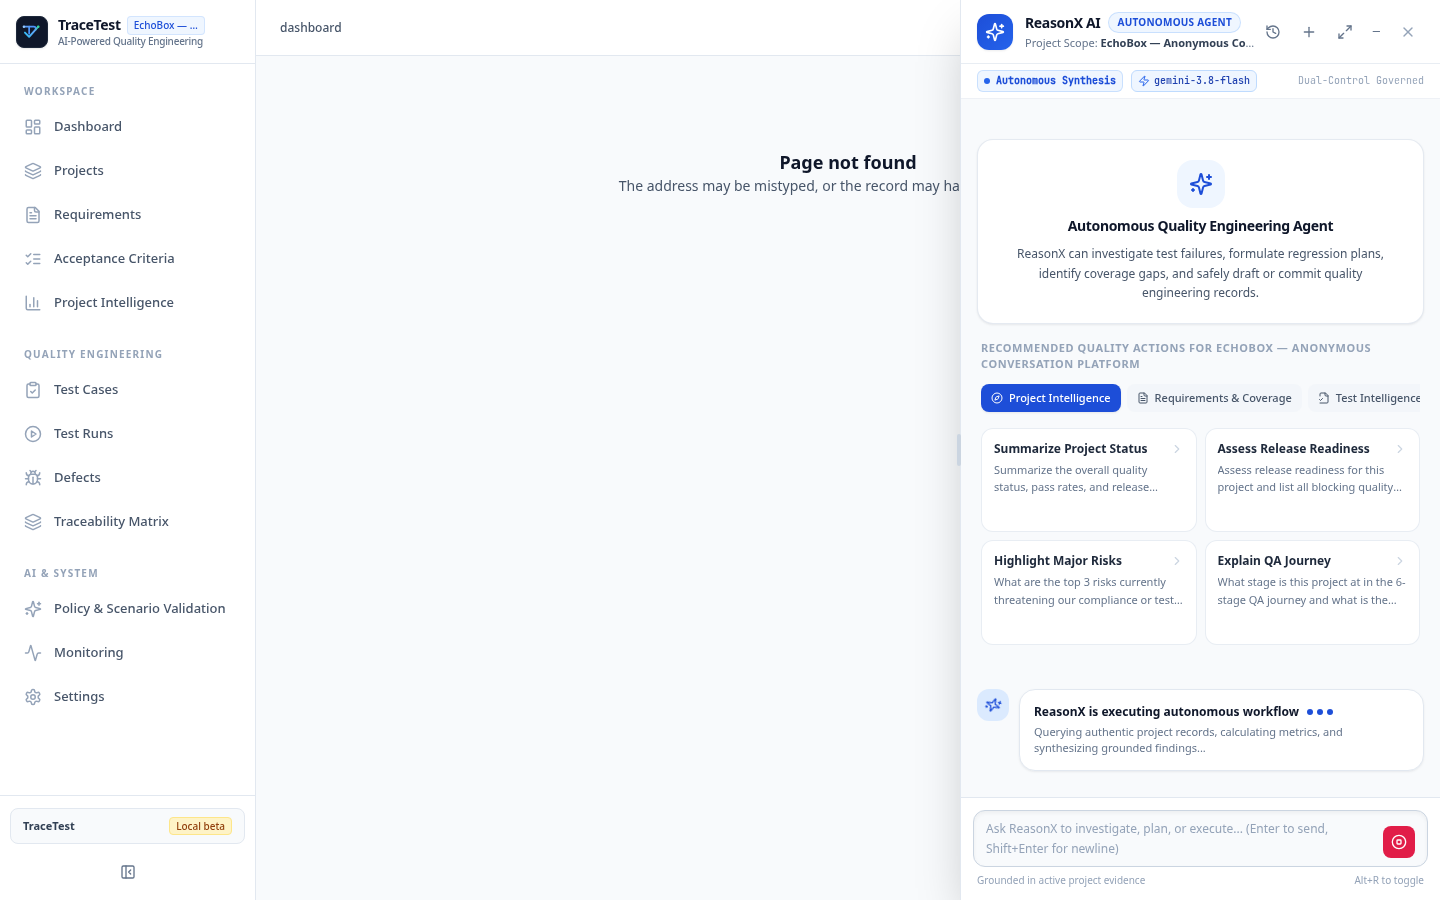 TraceTest
EchoBox — ...
AI-Powered Quality Engineering
WORKSPACE
Dashboard
Projects
Requirements
Acceptance Criteria
Project Intelligence
QUALITY ENGINEERING
Test Cases
Test Runs
Defects
Traceability Matrix
AI & SYSTEM
Policy & Scenario Validation
Monitoring
Settings
TraceTest
Local beta
dashboard
Page not found
The address may be mistyped, or the record may ha
ReasonX AI
AUTONOMOUS AGENT
Project Scope: EchoBox — Anonymous Co...
Autonomous Synthesis
gemini-3.8-flash
Dual-Control Governed
Autonomous Quality Engineering Agent
ReasonX can investigate test failures, formulate regression plans,
identify coverage gaps, and safely draft or commit quality
engineering records.
RECOMMENDED QUALITY ACTIONS FOR ECHOBOX — ANONYMOUS
CONVERSATION PLATFORM
Project Intelligence
Requirements & Coverage
Test Intelligence
Summarize Project Status
Summarize the overall quality
status, pass rates, and release...
Assess Release Readiness
Assess release readiness for this
project and list all blocking quality...
Highlight Major Risks
What are the top 3 risks currently
threatening our compliance or test...
Explain QA Journey
What stage is this project at in the 6-
stage QA journey and what is the...
ReasonX is executing autonomous workflow
Querying authentic project records, calculating metrics, and
synthesizing grounded findings...
Ask ReasonX to investigate, plan, or execute... (Enter to send,
Shift+Enter for newline)
Grounded in active project evidence
Alt+R to toggle